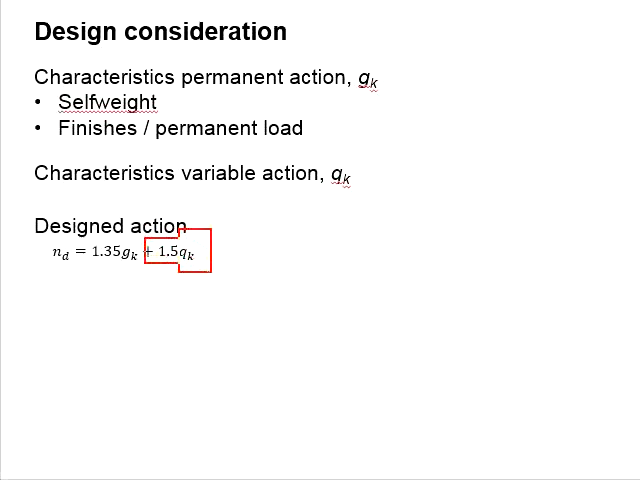 Design consideration
Characteristics permanent action, gk
• Selfweight
• Finishes / permanent load
Characteristics variable action, qk
Designed action
nd = 1.35gk + 1.5qk